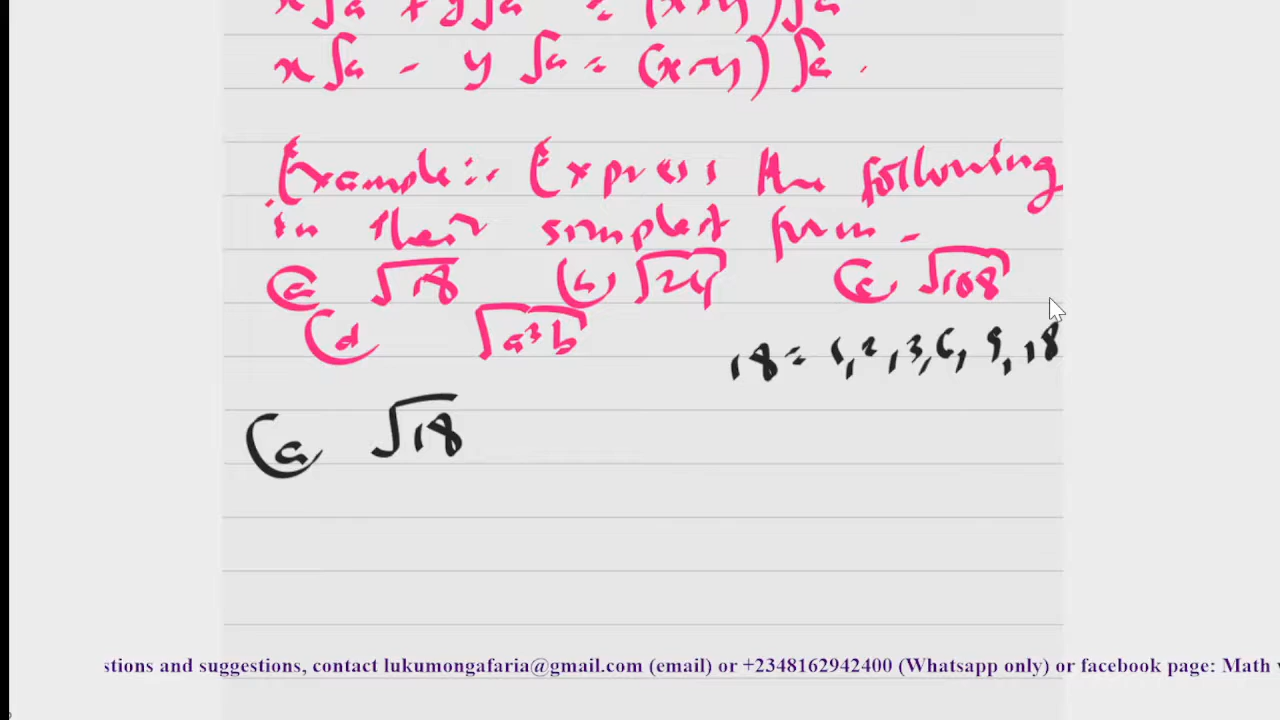 x√a + y√a = (x+y)√a
x√a - y√a = (x-y)√a .
Example:- Express the following
in their simplest form.
(a) √18 (b) √24 (c) √108
(d) √a³b
18 = 1, 2, 3, 6, 9, 18
(a) √18
stions and suggestions, contact lukumongafaria@gmail.com (email) or +2348162942400 (Whatsapp only) or facebook page: Math